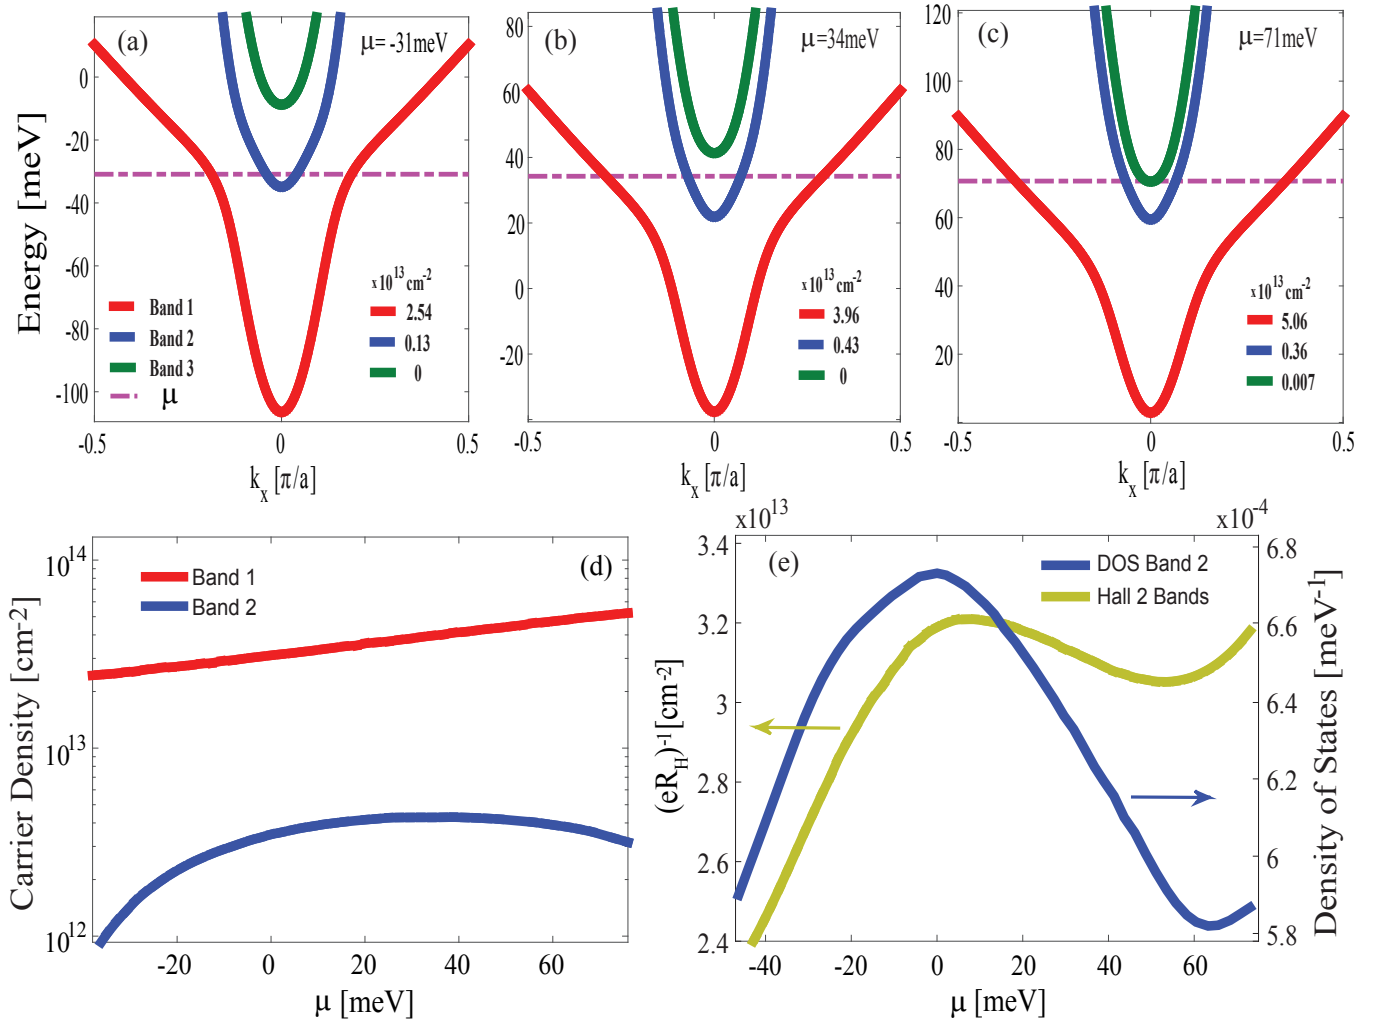 (a)
μ= -31meV
0
-20
-40
-60
-80
-100
Energy [meV]
Band 1
Band 2
Band 3
μ
x10^13 cm^-2
2.54
0.13
0
-0.5
0
0.5
k_x [π/a]
(b)
μ=34meV
80
60
40
20
0
-20
x10^13 cm^-2
3.96
0.43
0
-0.5
0
0.5
k_x [π/a]
(c)
μ=71meV
120
100
80
60
40
20
x10^13 cm^-2
5.06
0.36
0.007
-0.5
0
0.5
k_x [π/a]
(d)
10^14
10^13
10^12
Carrier Density [cm^-2]
Band 1
Band 2
-20
0
20
40
60
μ [meV]
x10^13
x10^-4
(e)
3.4
3.2
3
2.8
2.6
2.4
(eR_H)^-1 [cm^-2]
DOS Band 2
Hall 2 Bands
6.8
6.6
6.4
6.2
6
5.8
Density of States [meV^-1]
-40
-20
0
20
40
60
μ [meV]